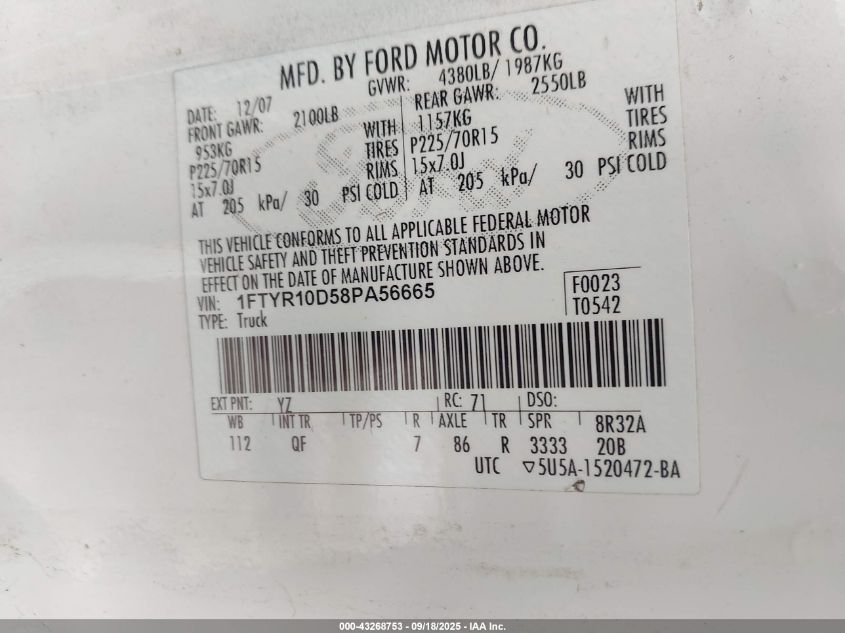 MFD. BY FORD MOTOR CO.
DATE: 12/07 GVWR: 4380LB/ 1987KG
FRONT GAWR: 2100LB REAR GAWR: 2550LB
953KG WITH 1157KG WITH
P225/70R15 TIRES P225/70R15 TIRES
15x7.0J RIMS 15x7.0J RIMS
AT 205 kPa/ 30 PSI COLD AT 205 kPa/ 30 PSI COLD
THIS VEHICLE CONFORMS TO ALL APPLICABLE FEDERAL MOTOR
VEHICLE SAFETY AND THEFT PREVENTION STANDARDS IN
EFFECT ON THE DATE OF MANUFACTURE SHOWN ABOVE.
VIN: 1FTYR10D58PA56665 F0023
TYPE: Truck T0542
EXT PNT: YZ RC: 71 DSO:
WB INT TR TP/PS R AXLE TR SPR 8R32A
112 QF 7 86 R 3333 20B
UTC ▽5U5A-1520472-BA
000-43268753 - 09/18/2025 - IAA Inc.